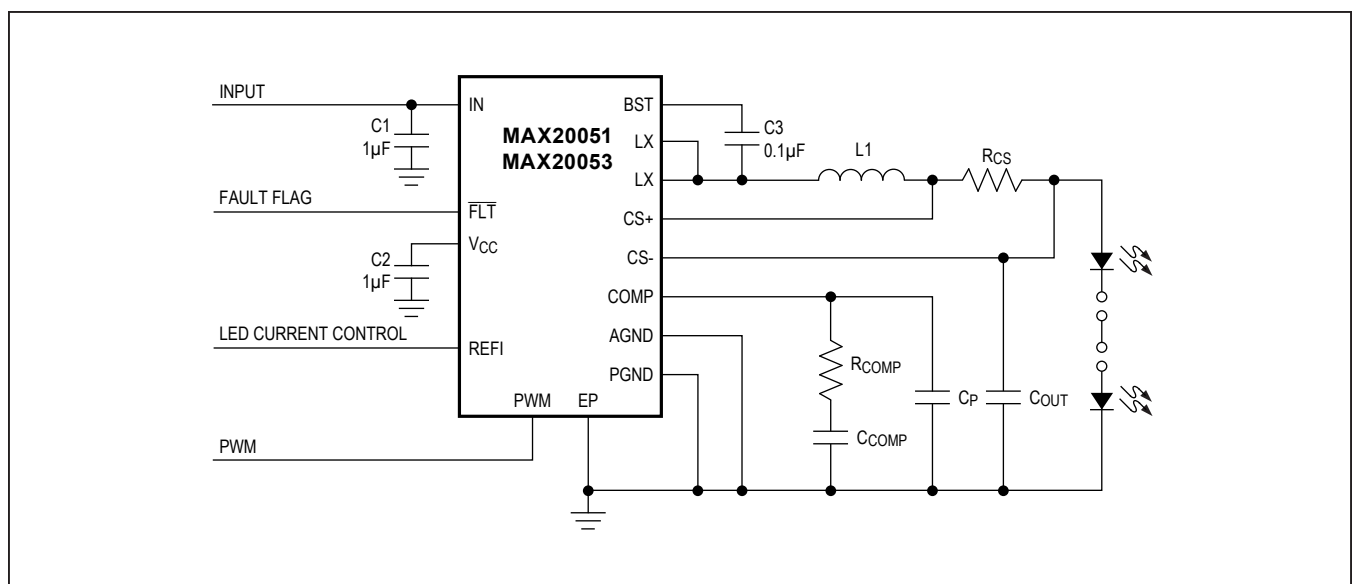 INPUT
IN
C1
1µF
FAULT FLAG
FLT
VCC
C2
1µF
LED CURRENT CONTROL
REFI
PWM
PWM
EP
MAX20051
MAX20053
BST
LX
LX
CS+
CS-
COMP
AGND
PGND
C3
0.1µF
L1
RCS
RCOMP
CCOMP
CP
COUT